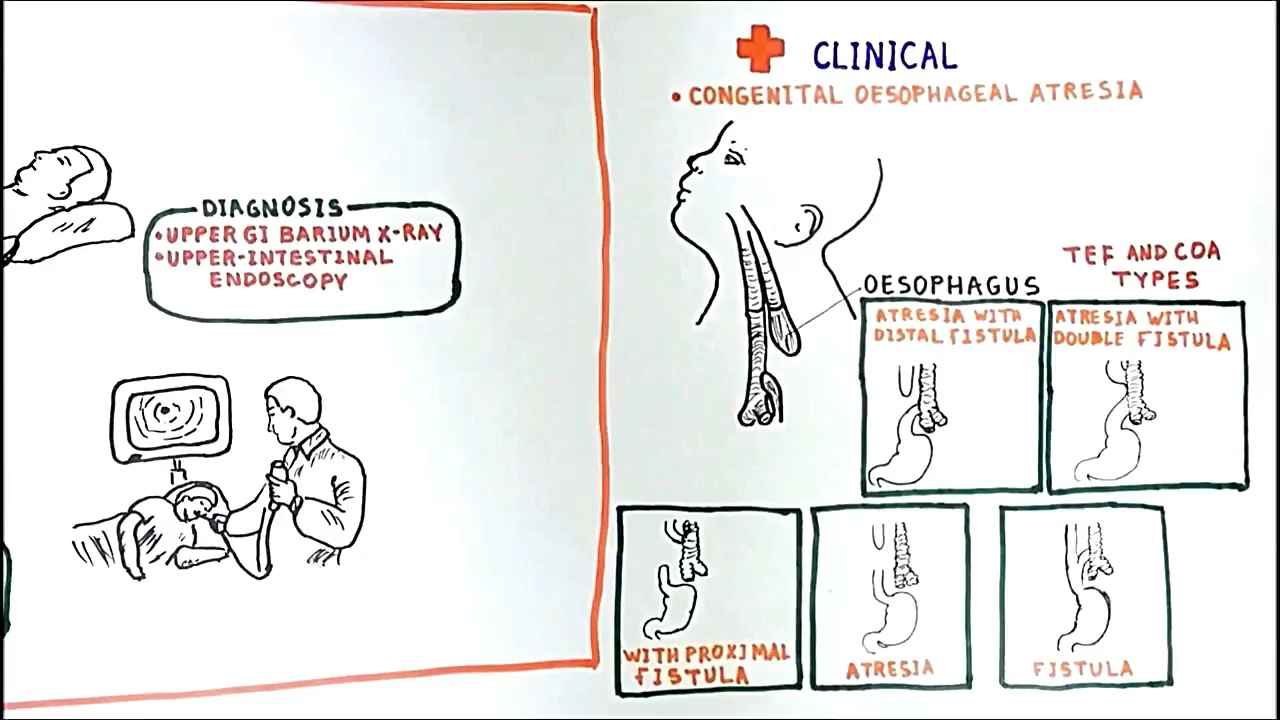 DIAGNOSIS
•UPPER GI BARIUM X-RAY
•UPPER-INTESTINAL
ENDOSCOPY
CLINICAL
•CONGENITAL OESOPHAGEAL ATRESIA
OESOPHAGUS
TEF AND COA
TYPES
ATRESIA WITH
DISTAL FISTULA
ATRESIA WITH
DOUBLE FISTULA
WITH PROXIMAL
FISTULA
ATRESIA
FISTULA